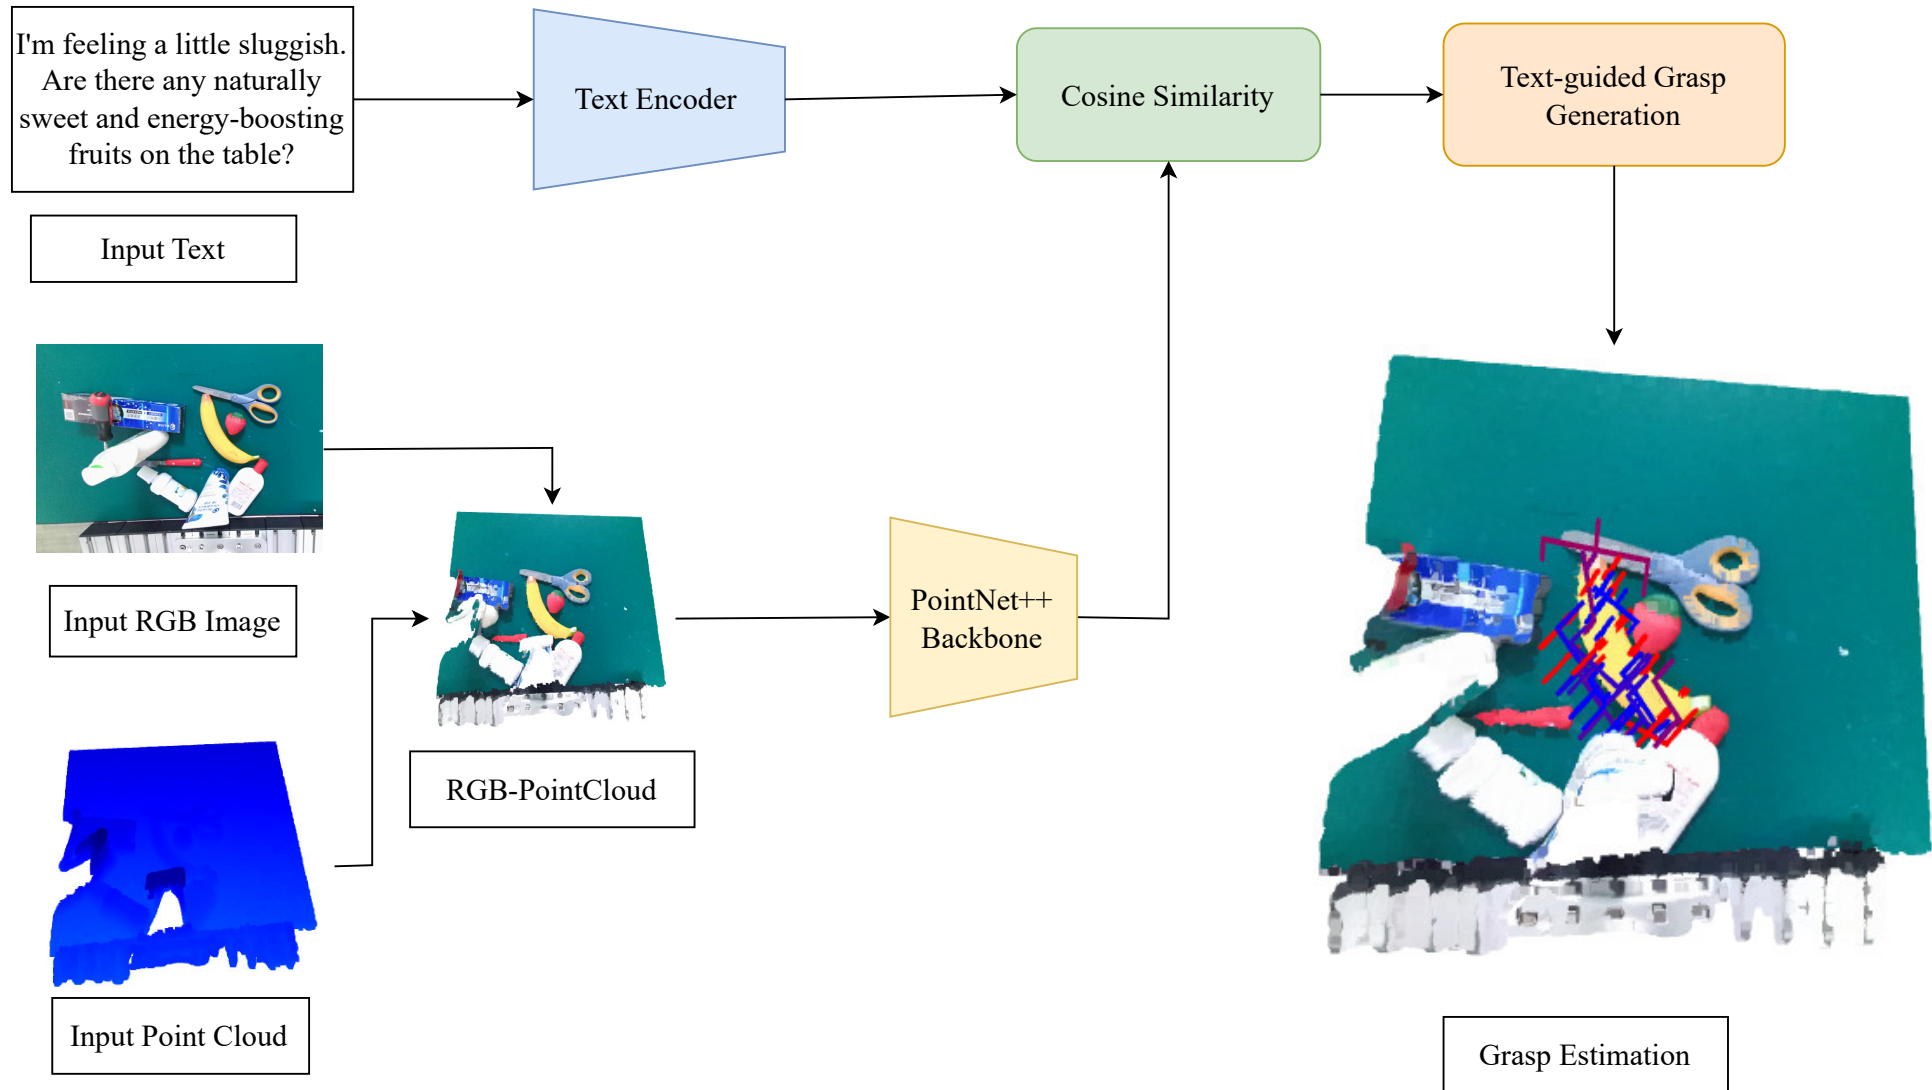 I'm feeling a little sluggish.
Are there any naturally
sweet and energy-boosting
fruits on the table?
Input Text
Text Encoder
Cosine Similarity
Text-guided Grasp
Generation
Input RGB Image
RGB-PointCloud
PointNet++
Backbone
Input Point Cloud
Grasp Estimation